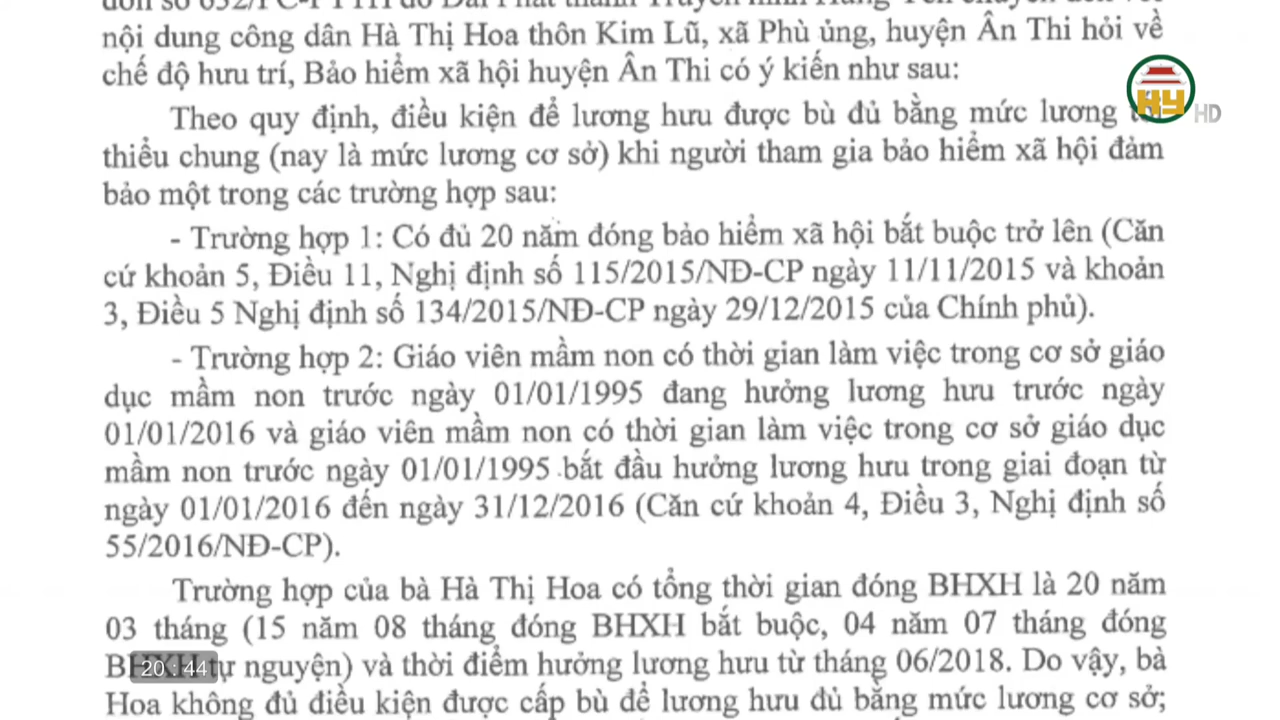 nội dung công dân Hà Thị Hoa thôn Kim Lũ, xã Phù ủng, huyện Ân Thi hỏi về
chế độ hưu trí, Bảo hiểm xã hội huyện Ân Thi có ý kiến như sau:
HY HD
Theo quy định, điều kiện để lương hưu được bù đủ bằng mức lương
thiểu chung (nay là mức lương cơ sở) khi người tham gia bảo hiểm xã hội đảm
bảo một trong các trường hợp sau:
- Trường hợp 1: Có đủ 20 năm đóng bảo hiểm xã hội bắt buộc trở lên (Căn
cứ khoản 5, Điều 11, Nghị định số 115/2015/NĐ-CP ngày 11/11/2015 và khoản
3, Điều 5 Nghị định số 134/2015/NĐ-CP ngày 29/12/2015 của Chính phủ).
- Trường hợp 2: Giáo viên mầm non có thời gian làm việc trong cơ sở giáo
dục mầm non trước ngày 01/01/1995 đang hưởng lương hưu trước ngày
01/01/2016 và giáo viên mầm non có thời gian làm việc trong cơ sở giáo dục
mầm non trước ngày 01/01/1995 bắt đầu hưởng lương hưu trong giai đoạn từ
ngày 01/01/2016 đến ngày 31/12/2016 (Căn cứ khoản 4, Điều 3, Nghị định số
55/2016/NĐ-CP).
Trường hợp của bà Hà Thị Hoa có tổng thời gian đóng BHXH là 20 năm
03 tháng (15 năm 08 tháng đóng BHXH bắt buộc, 04 năm 07 tháng đóng
BHXH tự nguyện) và thời điểm hưởng lương hưu từ tháng 06/2018. Do vậy, bà
20:44
Hoa không đủ điều kiện được cấp bù để lương hưu đủ bằng mức lương cơ sở;